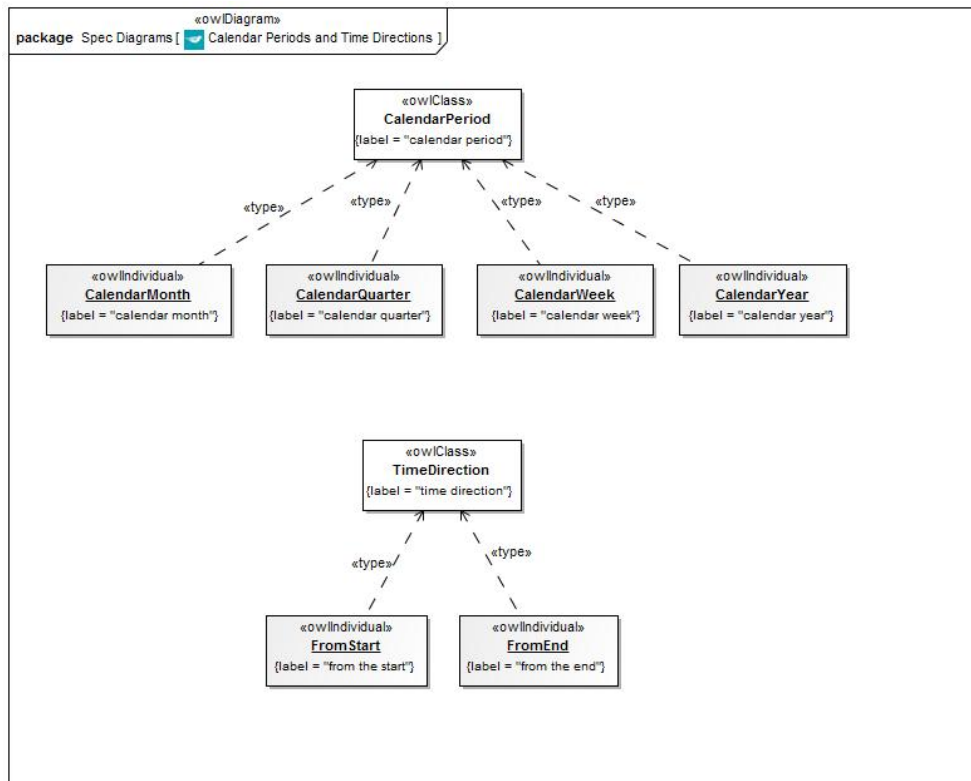 «owlDiagram»
package Spec Diagrams [ Calendar Periods and Time Directions ]
«owlClass»
CalendarPeriod
{label = "calendar period"}
«type» «type» «type» «type»
«owlIndividual» «owlIndividual» «owlIndividual» «owlIndividual»
CalendarMonth CalendarQuarter CalendarWeek CalendarYear
{label = "calendar month"} {label = "calendar quarter"} {label = "calendar week"} {label = "calendar year"}
«owlClass»
TimeDirection
{label = "time direction"}
«type» «type»
«owlIndividual» «owlIndividual»
FromStart FromEnd
{label = "from the start"} {label = "from the end"}